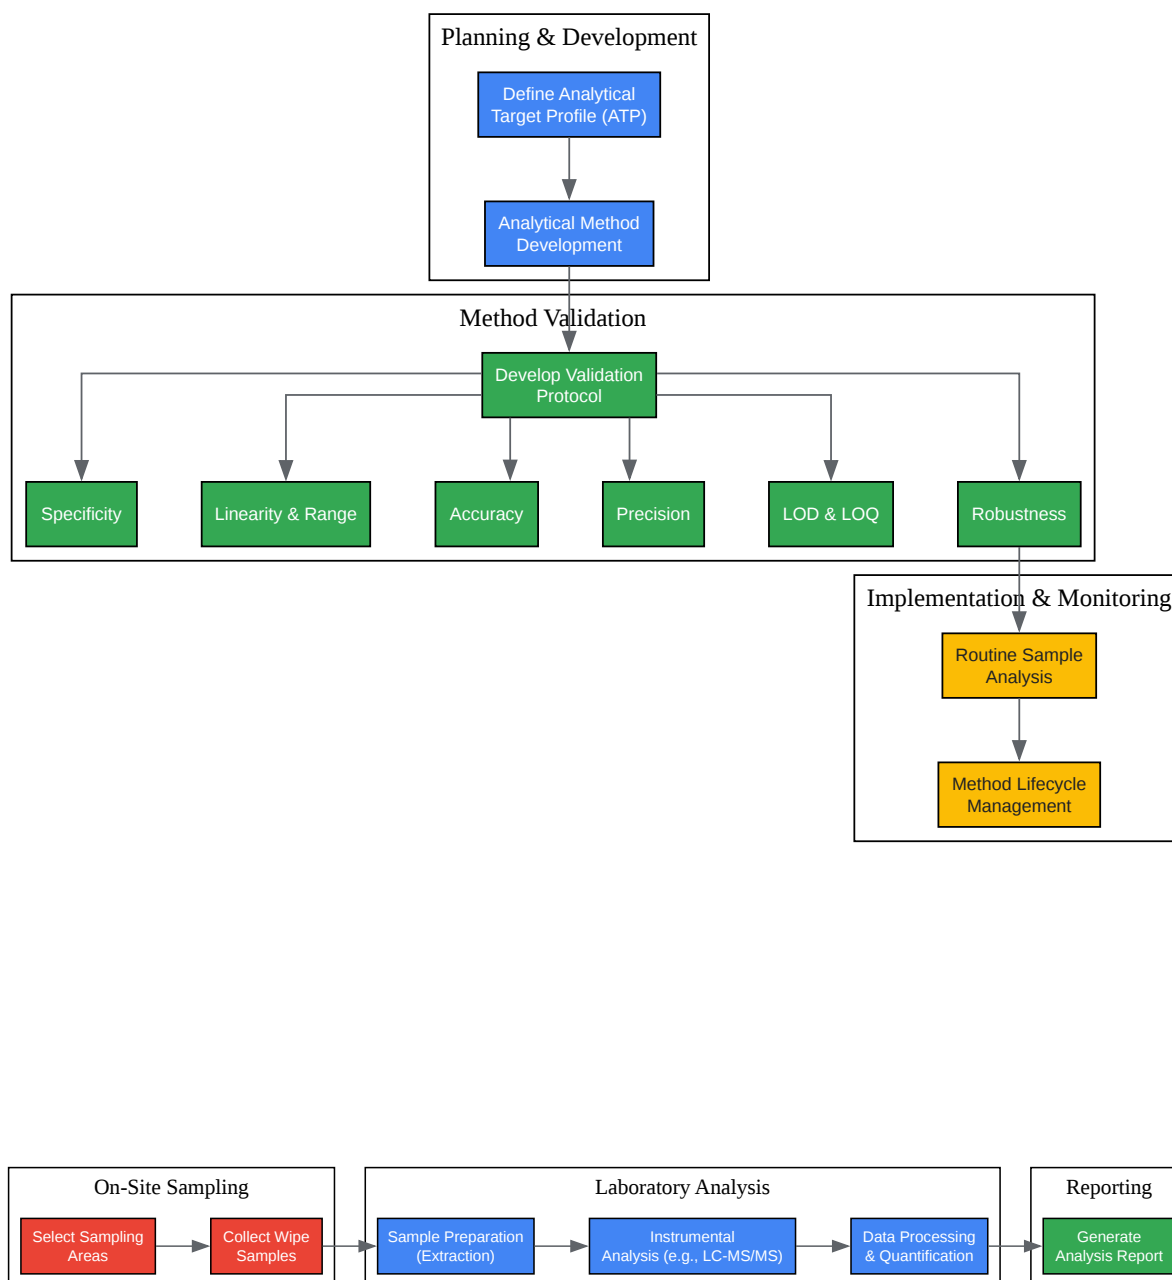 Planning & Development
Define Analytical
Target Profile (ATP)
Analytical Method
Development
Method Validation
Develop Validation
Protocol
Specificity
Linearity & Range
Accuracy
Precision
LOD & LOQ
Robustness
Implementation & Monitoring
Routine Sample
Analysis
Method Lifecycle
Management
On-Site Sampling
Select Sampling
Areas
Collect Wipe
Samples
Laboratory Analysis
Sample Preparation
(Extraction)
Instrumental
Analysis (e.g., LC-MS/MS)
Data Processing
& Quantification
Reporting
Generate
Analysis Report